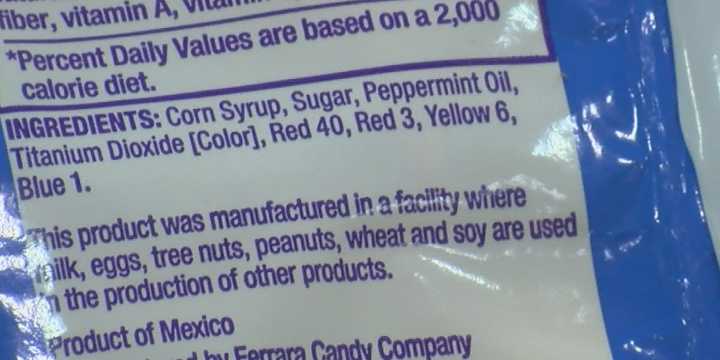 fiber, vitamin A,
*Percent Daily Values are based on a 2,000
calorie diet.
INGREDIENTS: Corn Syrup, Sugar, Peppermint Oil,
Titanium Dioxide [Color], Red 40, Red 3, Yellow 6,
Blue 1.
This product was manufactured in a facility where
milk, eggs, tree nuts, peanuts, wheat and soy are used
in the production of other products.
Product of Mexico
by Ferrara Candy Company